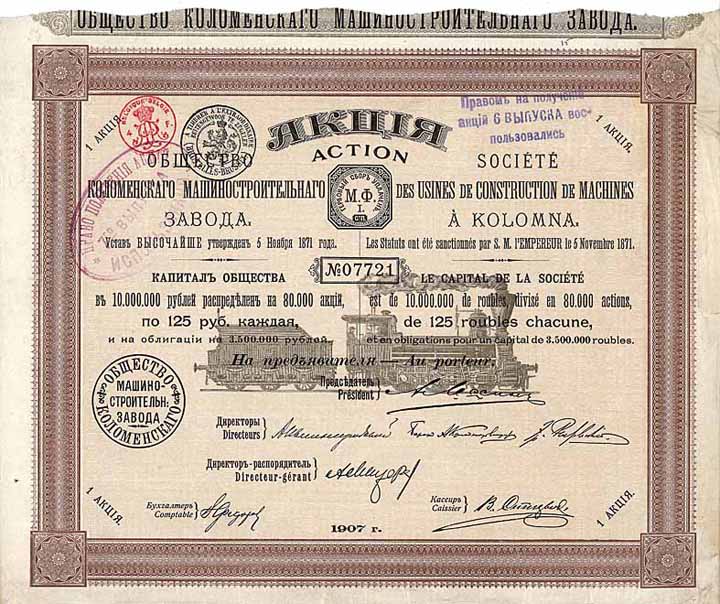 ОБЩЕСТВО КОЛОМЕНСКАГО МАШИНОСТРОИТЕЛЬНАГО ЗАВОДА.
1 АКЦІЯ.
1 АКЦІЯ.
Правомъ на полученіе
акцій 6 ВЫПУСКА вос-
пользовались
АКЦІЯ
ACTION
ОБЩЕСТВО
КОЛОМЕНСКАГО МАШИНОСТРОИТЕЛЬНАГО
ЗАВОДА.
Уставъ ВЫСОЧАЙШЕ утвержденъ 5 Ноября 1871 года.
М.Ф.
I.
СПБ
SOCIÉTÉ
DES USINES DE CONSTRUCTION DE MACHINES
À KOLOMNA.
Les Statuts ont été sanctionnés par S. M. l'EMPEREUR le 5 Novembre 1871.
№07721
КАПИТАЛЪ ОБЩЕСТВА
въ 10.000.000 рублей распредѣленъ на 80.000 акцій,
по 125 руб. каждая,
и на облигаціи на 3.500.000 рублей.
LE CAPITAL DE LA SOCIÉTÉ
est de 10.000.000 de roubles, divisé en 80.000 actions,
de 125 roubles chacune,
et en obligations pour un capital de 3.500.000 roubles.
На предъявителя — Au porteur.
Предсѣдатель
Président
ОБЩЕСТВО
МАШИНО-
СТРОИТЕЛЬН:
ЗАВОДА
КОЛОМЕНСКАГО
Директоры
Directeurs
Директоръ-распорядитель
Directeur-gérant
Бухгалтеръ
Comptable
Кассиръ
Caissier
1 АКЦІЯ.
1907 г.
1 АКЦІЯ.